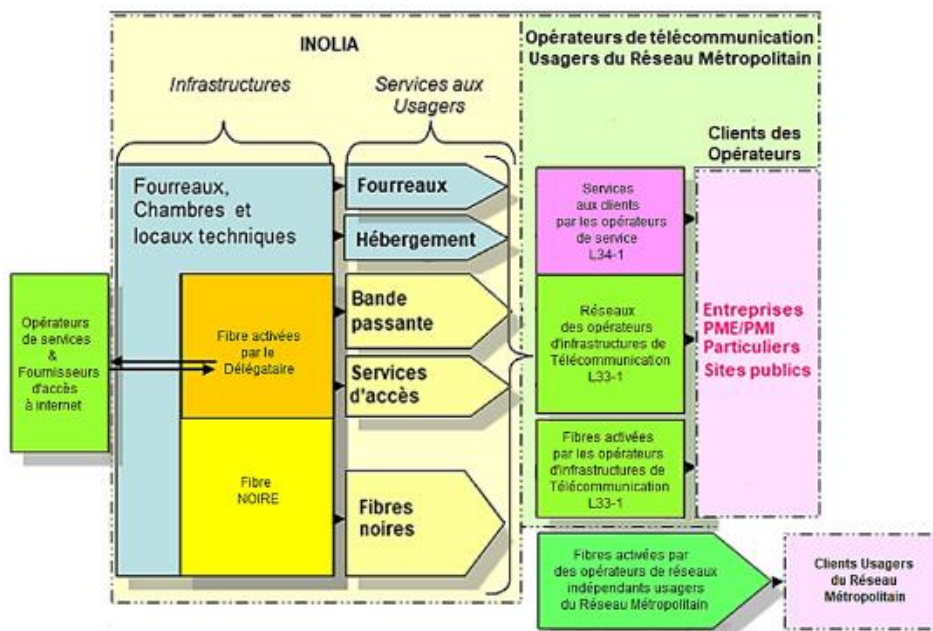 INOLIA
Opérateurs de télécommunication
Usagers du Réseau Métropolitain
Infrastructures
Services aux
Usagers
Clients des
Opérateurs
Fourreaux,
Chambres et
locaux techniques
Fourreaux
Hébergement
Services
aux clients
par les opérateurs
de service
L34-1
Opérateurs
de services
&
Fournisseurs
d'accès
à internet
Fibre activées
par le
Délégataire
Bande
passante
Services
d'accès
Réseaux
des opérateurs
d'infrastructures de
Télécommunication
L33-1
Entreprises
PME/PMI
Particuliers
Sites publics
Fibre
NOIRE
Fibres
noires
Fibres activées
par les opérateurs
d'infrastructures de
Télécommunication
L33-1
Fibres activées par
des opérateurs de réseaux
indépendants usagers
du Réseau Métropolitain
Clients Usagers
du Réseau
Métropolitain